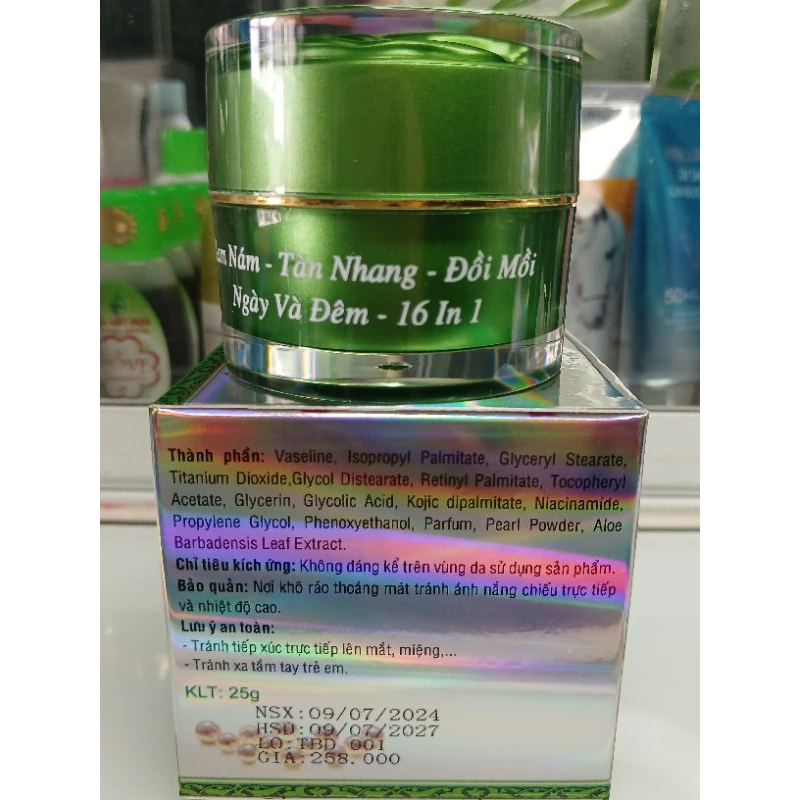 Nám - Tàn Nhang - Đồi Mồi
Ngày Và Đêm - 16 In 1
Thành phần: Vaseline, Isopropyl Palmitate, Glyceryl Stearate,
Titanium Dioxide,Glycol Distearate, Retinyl Palmitate, Tocopheryl
Acetate, Glycerin, Glycolic Acid, Kojic dipalmitate, Niacinamide,
Propylene Glycol, Phenoxyethanol, Parfum, Pearl Powder, Aloe
Barbadensis Leaf Extract.
Chỉ tiêu kích ứng: Không đáng kể trên vùng da sử dụng sản phẩm.
Bảo quản: Nơi khô ráo thoáng mát tránh ánh nắng chiếu trực tiếp
và nhiệt độ cao.
Lưu ý an toàn:
- Tránh tiếp xúc trực tiếp lên mắt, miệng,...
- Tránh xa tầm tay trẻ em.
KLT: 25g
NSX:09/07/2024
HSD:09/07/2027
LO:TBD 001
GIA:258.000
50+